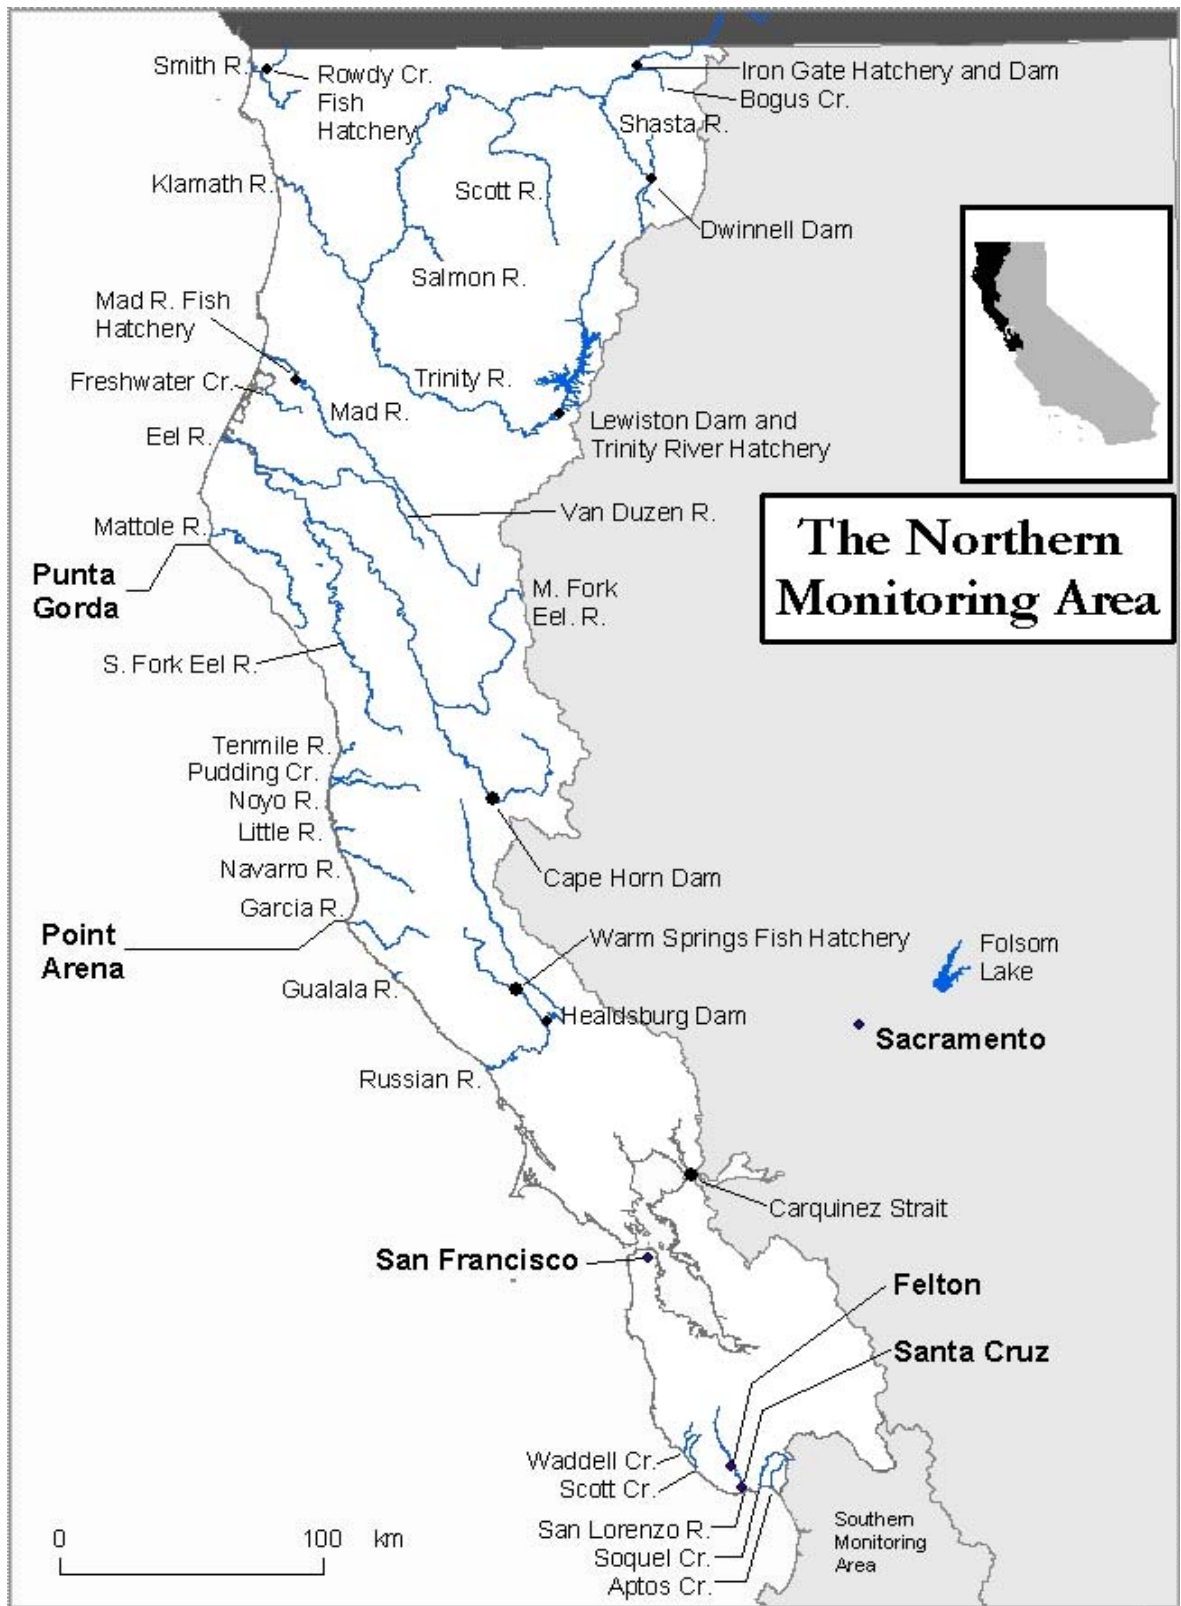 Smith R.
Rowdy Cr.
Fish
Hatchery
Iron Gate Hatchery and Dam
Bogus Cr.
Shasta R.
Klamath R.
Scott R.
Dwinnell Dam
Salmon R.
Mad R. Fish
Hatchery
Freshwater Cr.
Trinity R.
Mad R.
Lewiston Dam and
Trinity River Hatchery
Eel R.
Van Duzen R.
Mattole R.
The Northern
Monitoring Area
Punta
Gorda
M. Fork
Eel. R.
S. Fork Eel R.
Tenmile R.
Pudding Cr.
Noyo R.
Little R.
Navarro R.
Cape Horn Dam
Garcia R.
Point
Arena
Warm Springs Fish Hatchery
Folsom
Lake
Gualala R.
Healdsburg Dam
Sacramento
Russian R.
Carquinez Strait
San Francisco
Felton
Santa Cruz
Waddell Cr.
Scott Cr.
San Lorenzo R.
Soquel Cr.
Aptos Cr.
Southern
Monitoring
Area
0 100 km